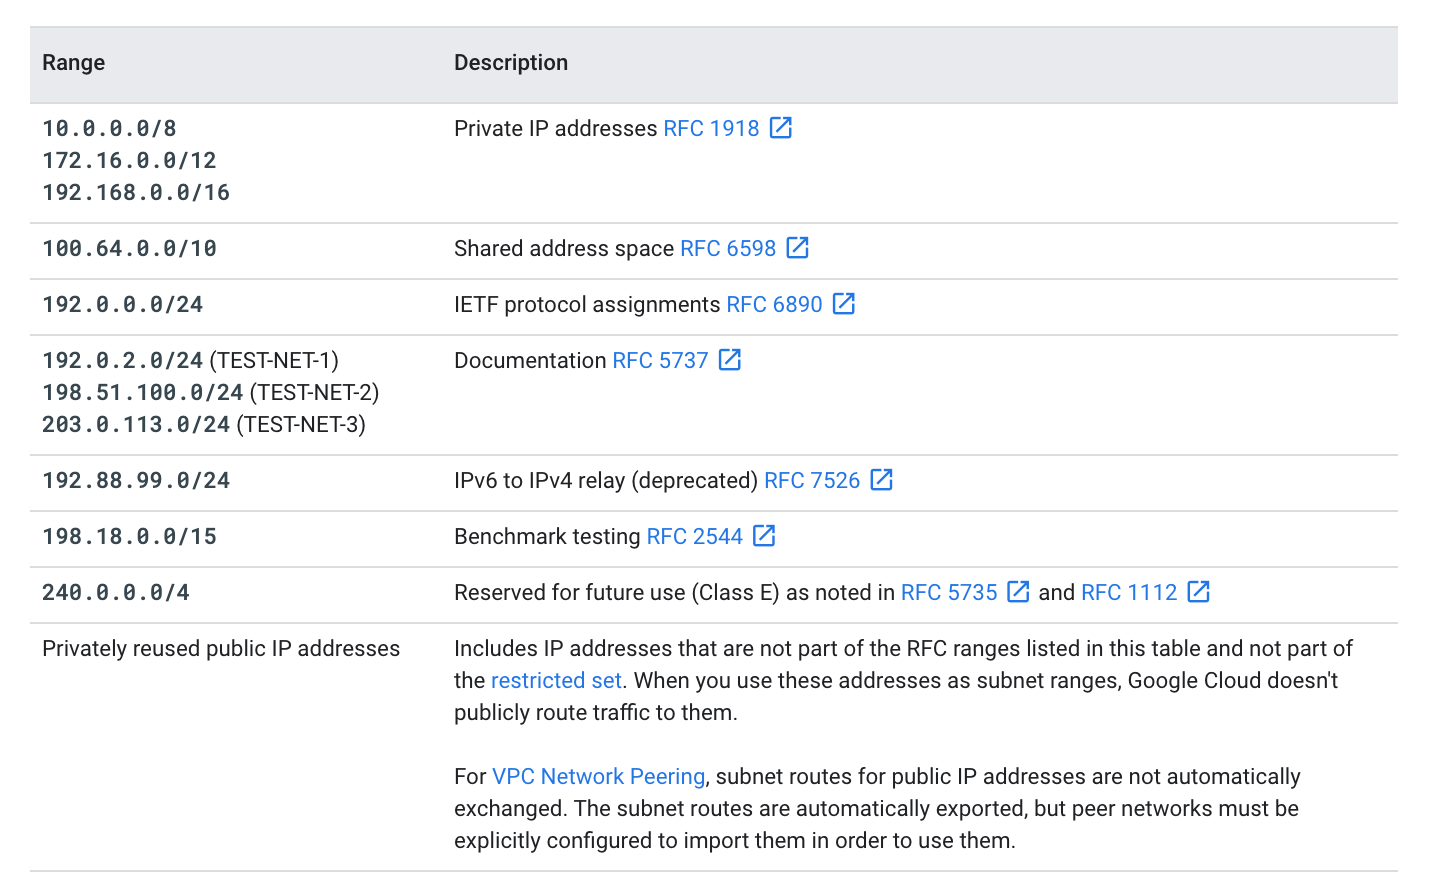 Range Description
10.0.0.0/8 Private IP addresses RFC 1918
172.16.0.0/12
192.168.0.0/16
100.64.0.0/10 Shared address space RFC 6598
192.0.0.0/24 IETF protocol assignments RFC 6890
192.0.2.0/24 (TEST-NET-1) Documentation RFC 5737
198.51.100.0/24 (TEST-NET-2)
203.0.113.0/24 (TEST-NET-3)
192.88.99.0/24 IPv6 to IPv4 relay (deprecated) RFC 7526
198.18.0.0/15 Benchmark testing RFC 2544
240.0.0.0/4 Reserved for future use (Class E) as noted in RFC 5735 and RFC 1112
Privately reused public IP addresses Includes IP addresses that are not part of the RFC ranges listed in this table and not part of
the restricted set. When you use these addresses as subnet ranges, Google Cloud doesn't
publicly route traffic to them.
For VPC Network Peering, subnet routes for public IP addresses are not automatically
exchanged. The subnet routes are automatically exported, but peer networks must be
explicitly configured to import them in order to use them.